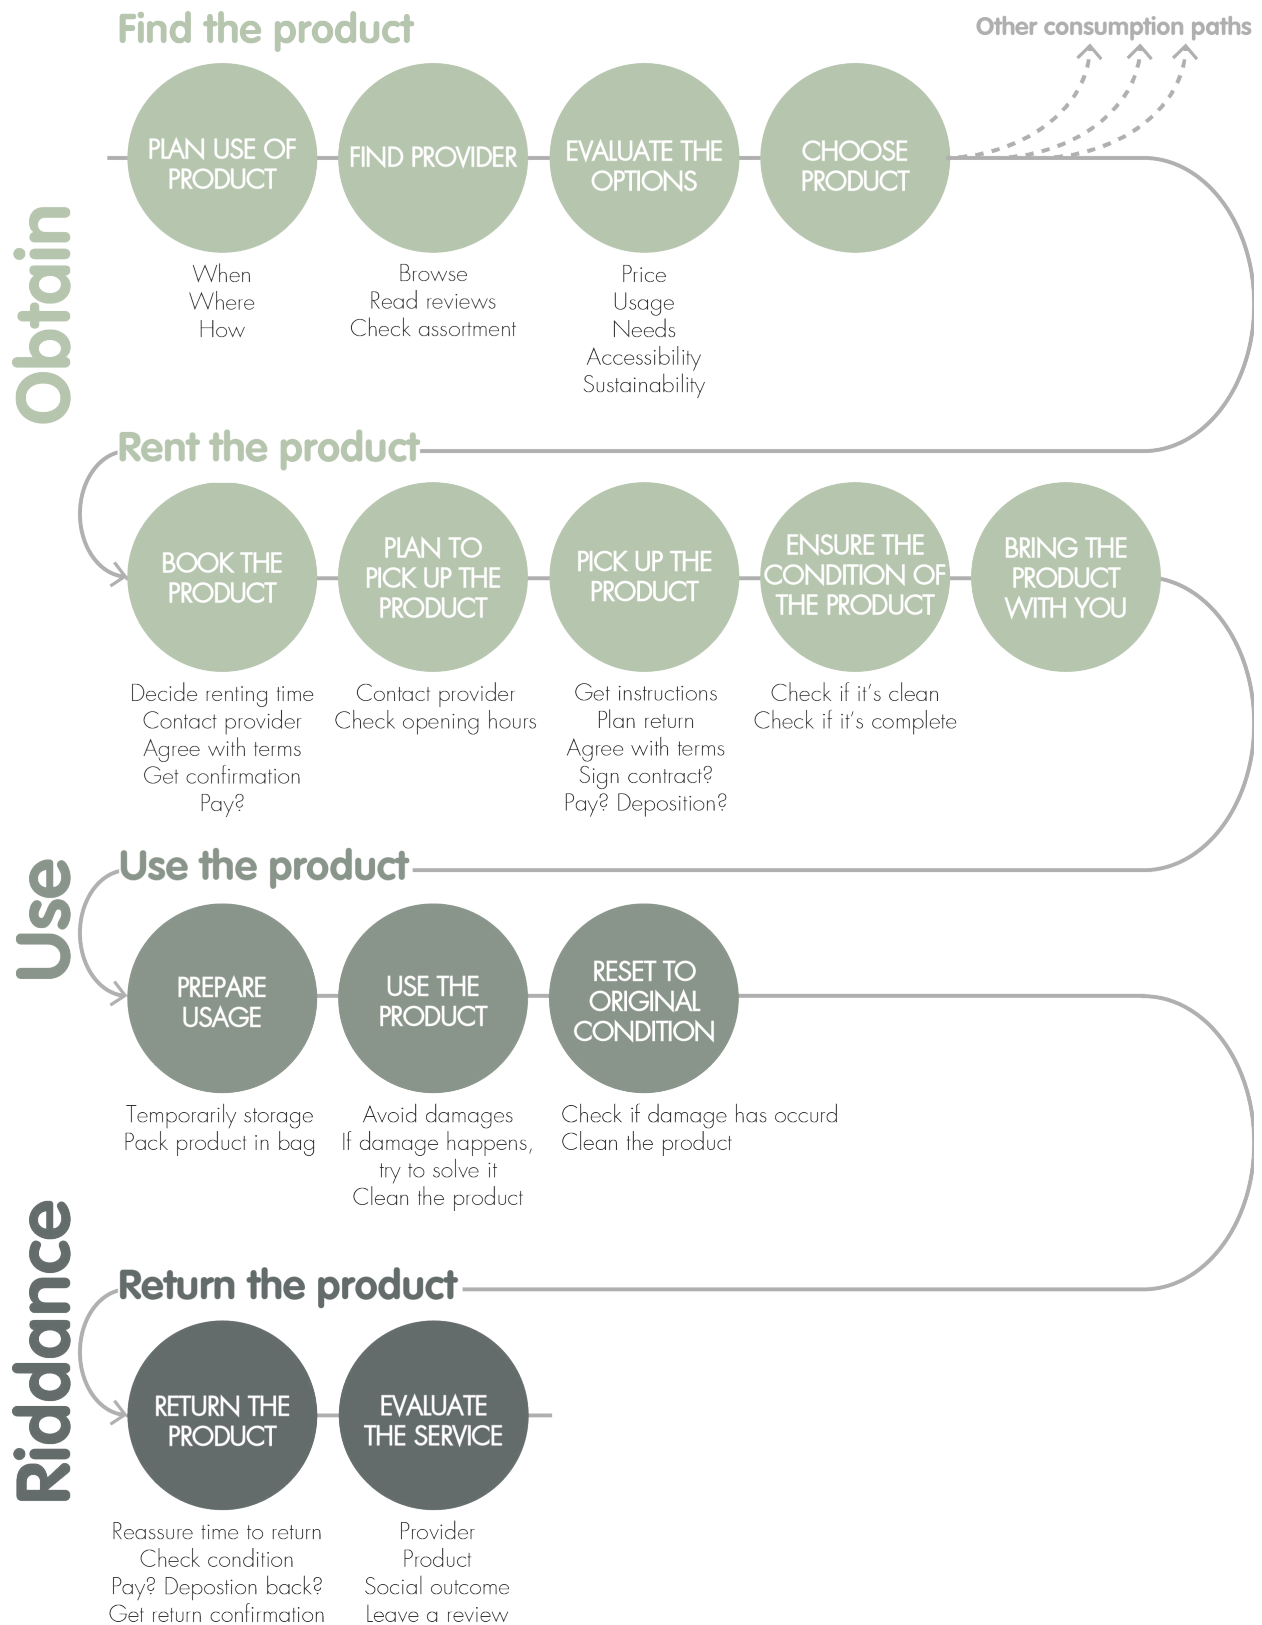 Find the product
Other consumption paths
Obtain
PLAN USE OF
PRODUCT
When
Where
How
FIND PROVIDER
Browse
Read reviews
Check assortment
EVALUATE THE
OPTIONS
Price
Usage
Needs
Accessibility
Sustainability
CHOOSE
PRODUCT
Rent the product
BOOK THE
PRODUCT
Decide renting time
Contact provider
Agree with terms
Get confirmation
Pay?
PLAN TO
PICK UP THE
PRODUCT
Contact provider
Check opening hours
PICK UP THE
PRODUCT
Get instructions
Plan return
Agree with terms
Sign contract?
Pay? Deposition?
ENSURE THE
CONDITION OF
THE PRODUCT
Check if it's clean
Check if it's complete
BRING THE
PRODUCT
WITH YOU
Use
Use the product
PREPARE
USAGE
Temporarily storage
Pack product in bag
USE THE
PRODUCT
Avoid damages
If damage happens,
try to solve it
Clean the product
RESET TO
ORIGINAL
CONDITION
Check if damage has occurd
Clean the product
Riddance
Return the product
RETURN THE
PRODUCT
Reassure time to return
Check condition
Pay? Depostion back?
Get return confirmation
EVALUATE
THE SERVICE
Provider
Product
Social outcome
Leave a review